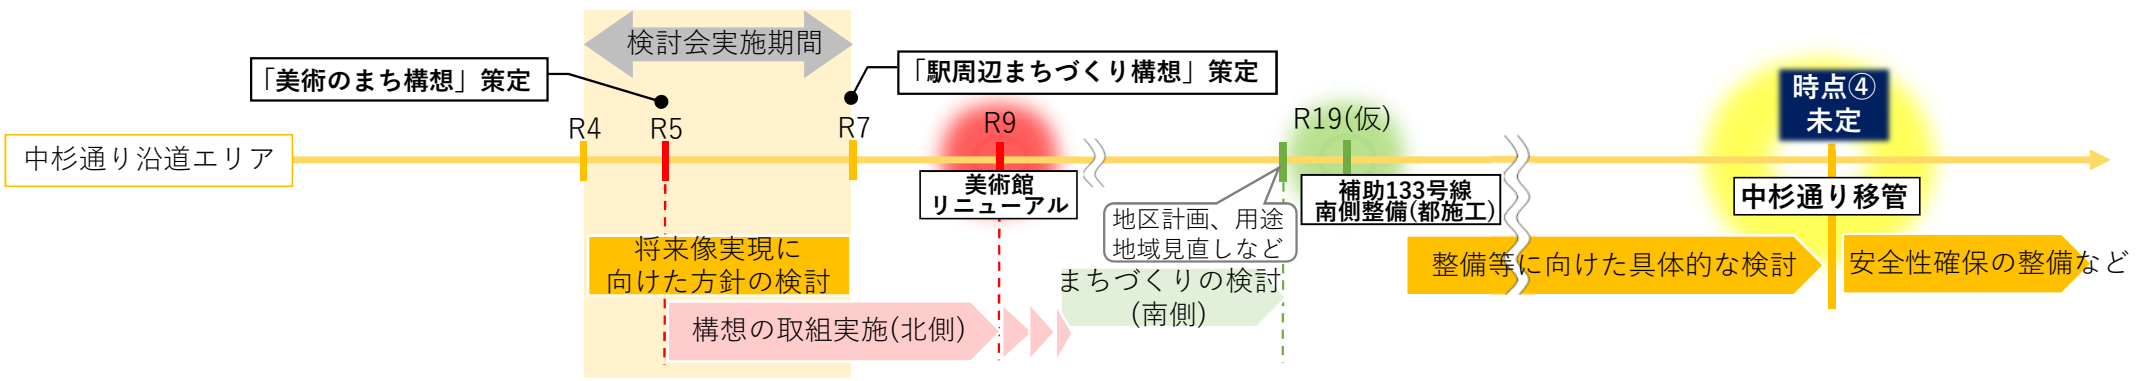 検討会実施期間
「美術のまち構想」策定
「駅周辺まちづくり構想」策定
R4
R5
R7
R9
R19(仮)
時点④
未定
中杉通り沿道エリア
美術館
リニューアル
補助133号線
南側整備(都施工)
中杉通り移管
地区計画、用途
地域見直しなど
将来像実現に
向けた方針の検討
まちづくりの検討
(南側)
整備等に向けた具体的な検討
安全性確保の整備など
構想の取組実施(北側)